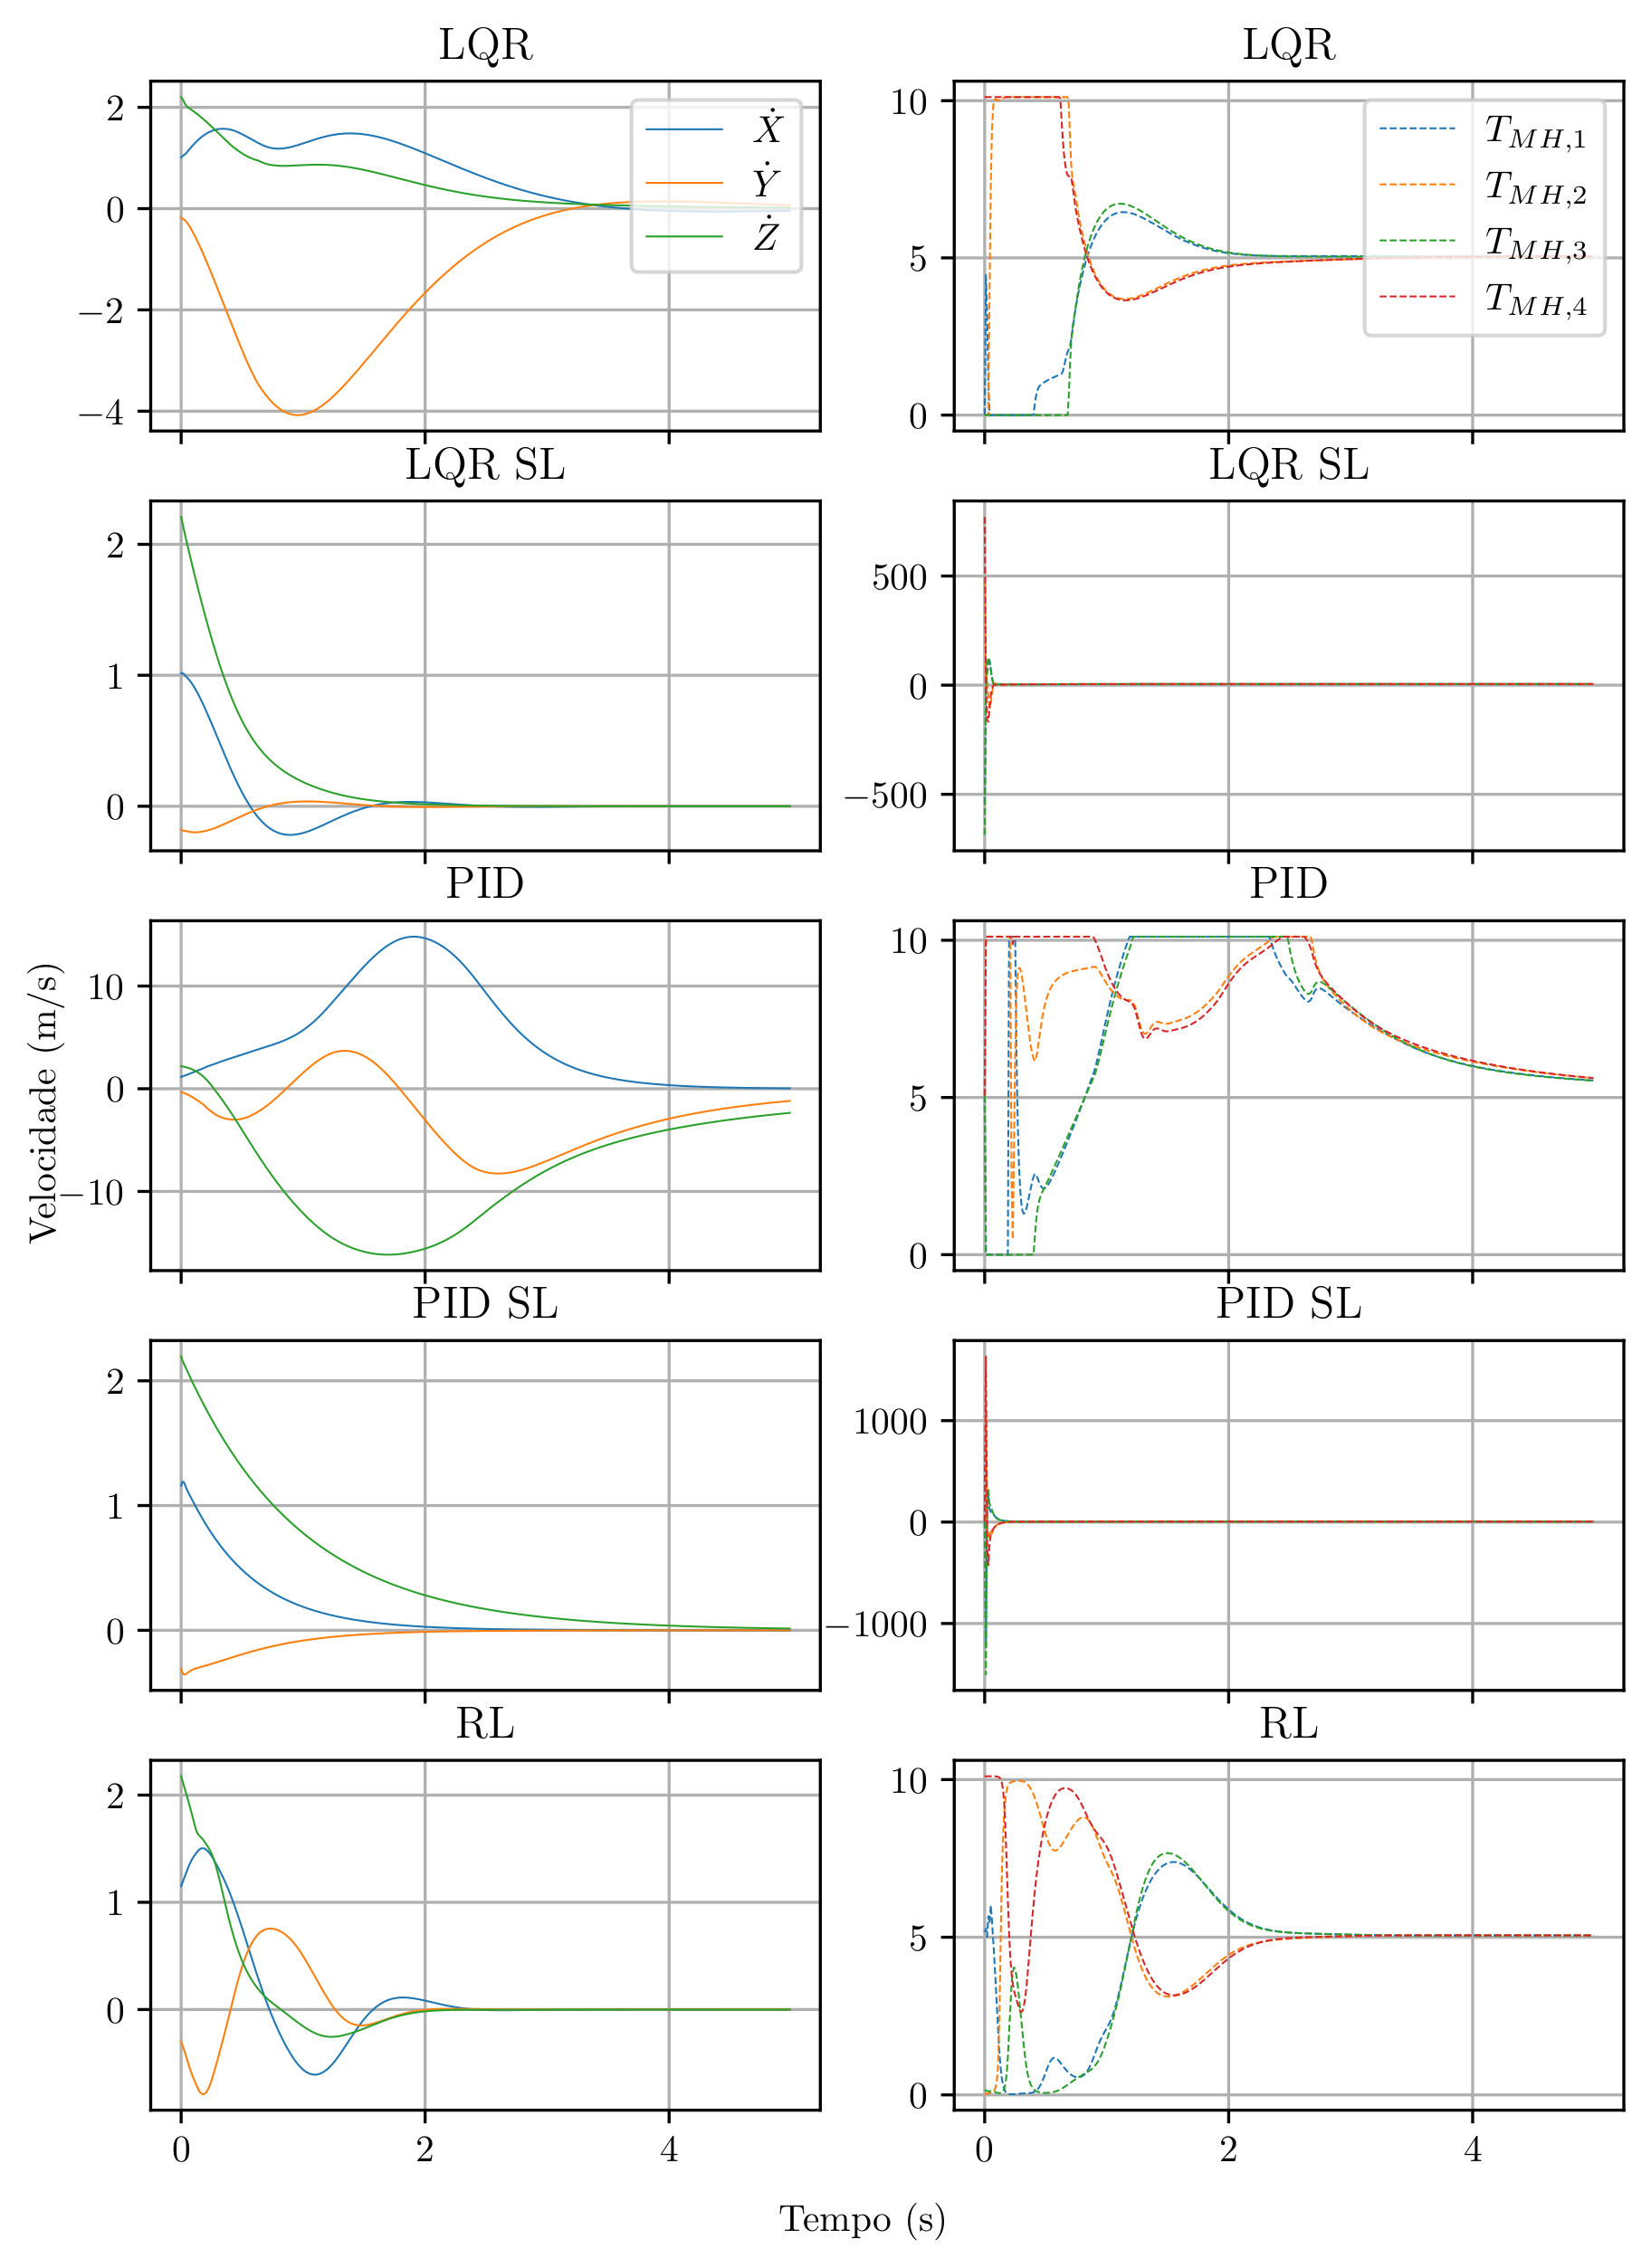 LQR
LQR
2
0
−2
−4
Ẋ
Ẏ
Ż
10
5
0
T_{MH,1}
T_{MH,2}
T_{MH,3}
T_{MH,4}
LQR SL
LQR SL
2
1
0
500
0
−500
PID
PID
10
0
−10
10
5
0
Velocidade (m/s)
PID SL
PID SL
2
1
0
1000
0
−1000
RL
RL
2
1
0
10
5
0
0 2 4
0 2 4
Tempo (s)